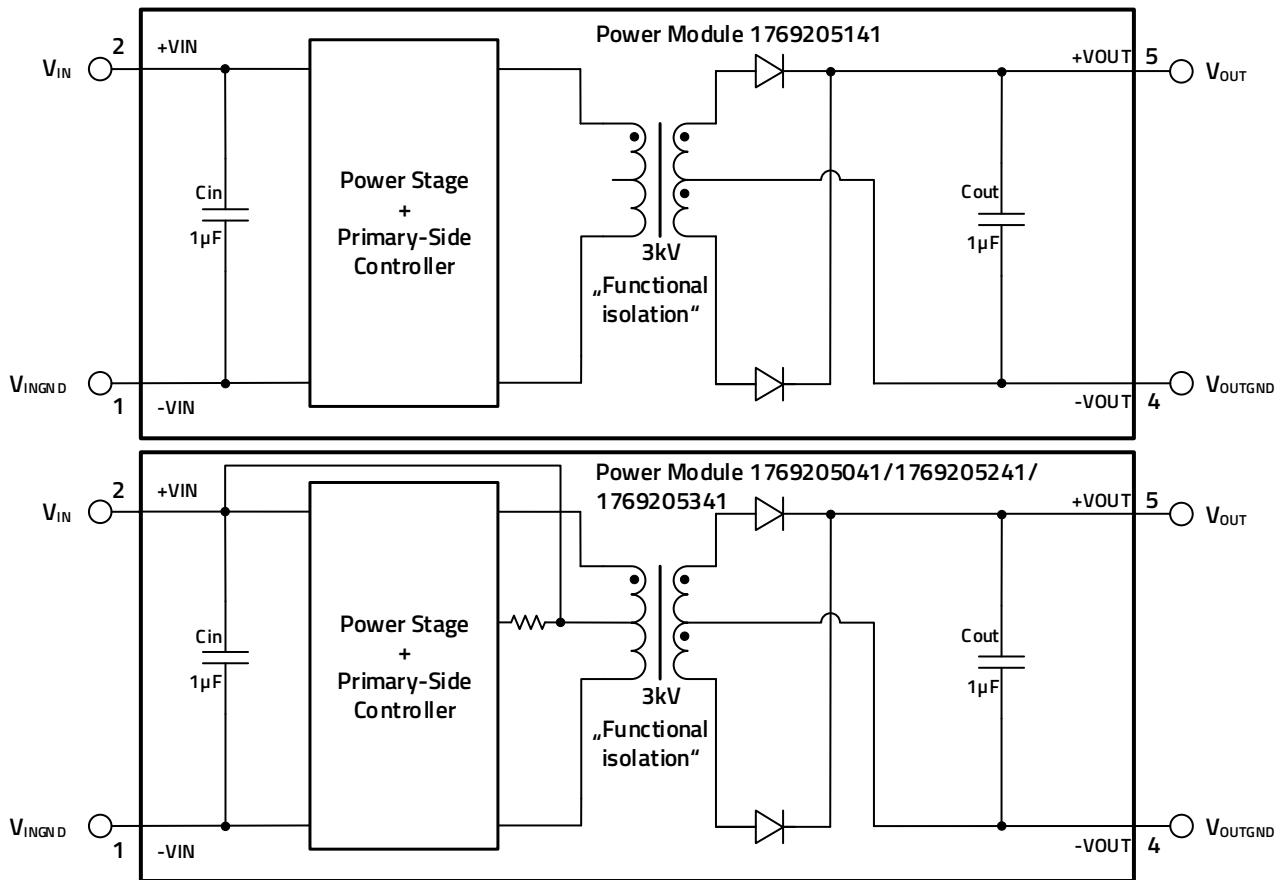 Power Module 1769205141
2
+VIN
VIN
+VOUT
5
VOUT
Cin
1µF
Power Stage
+
Primary-Side
Controller
3kV
„Functional
isolation“
Cout
1µF
VINGND
1
-VIN
-VOUT
4
VOUTGND
Power Module 1769205041/1769205241/
1769205341
2
+VIN
VIN
+VOUT
5
VOUT
Cin
1µF
Power Stage
+
Primary-Side
Controller
3kV
„Functional
isolation“
Cout
1µF
VINGND
1
-VIN
-VOUT
4
VOUTGND